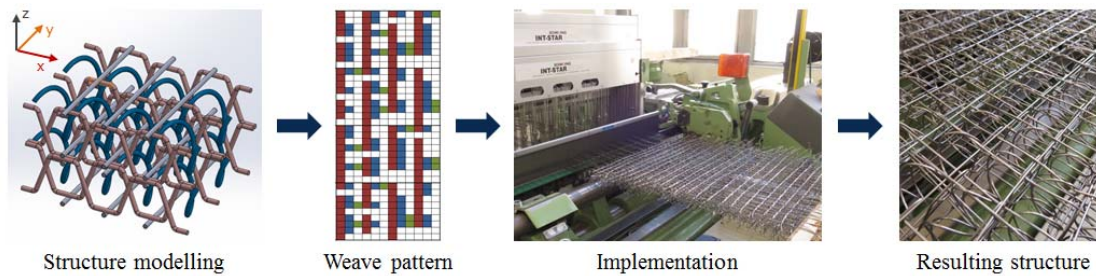 z
y
x
INT-STAR
INT-STAR
Structure modelling
Weave pattern
Implementation
Resulting structure